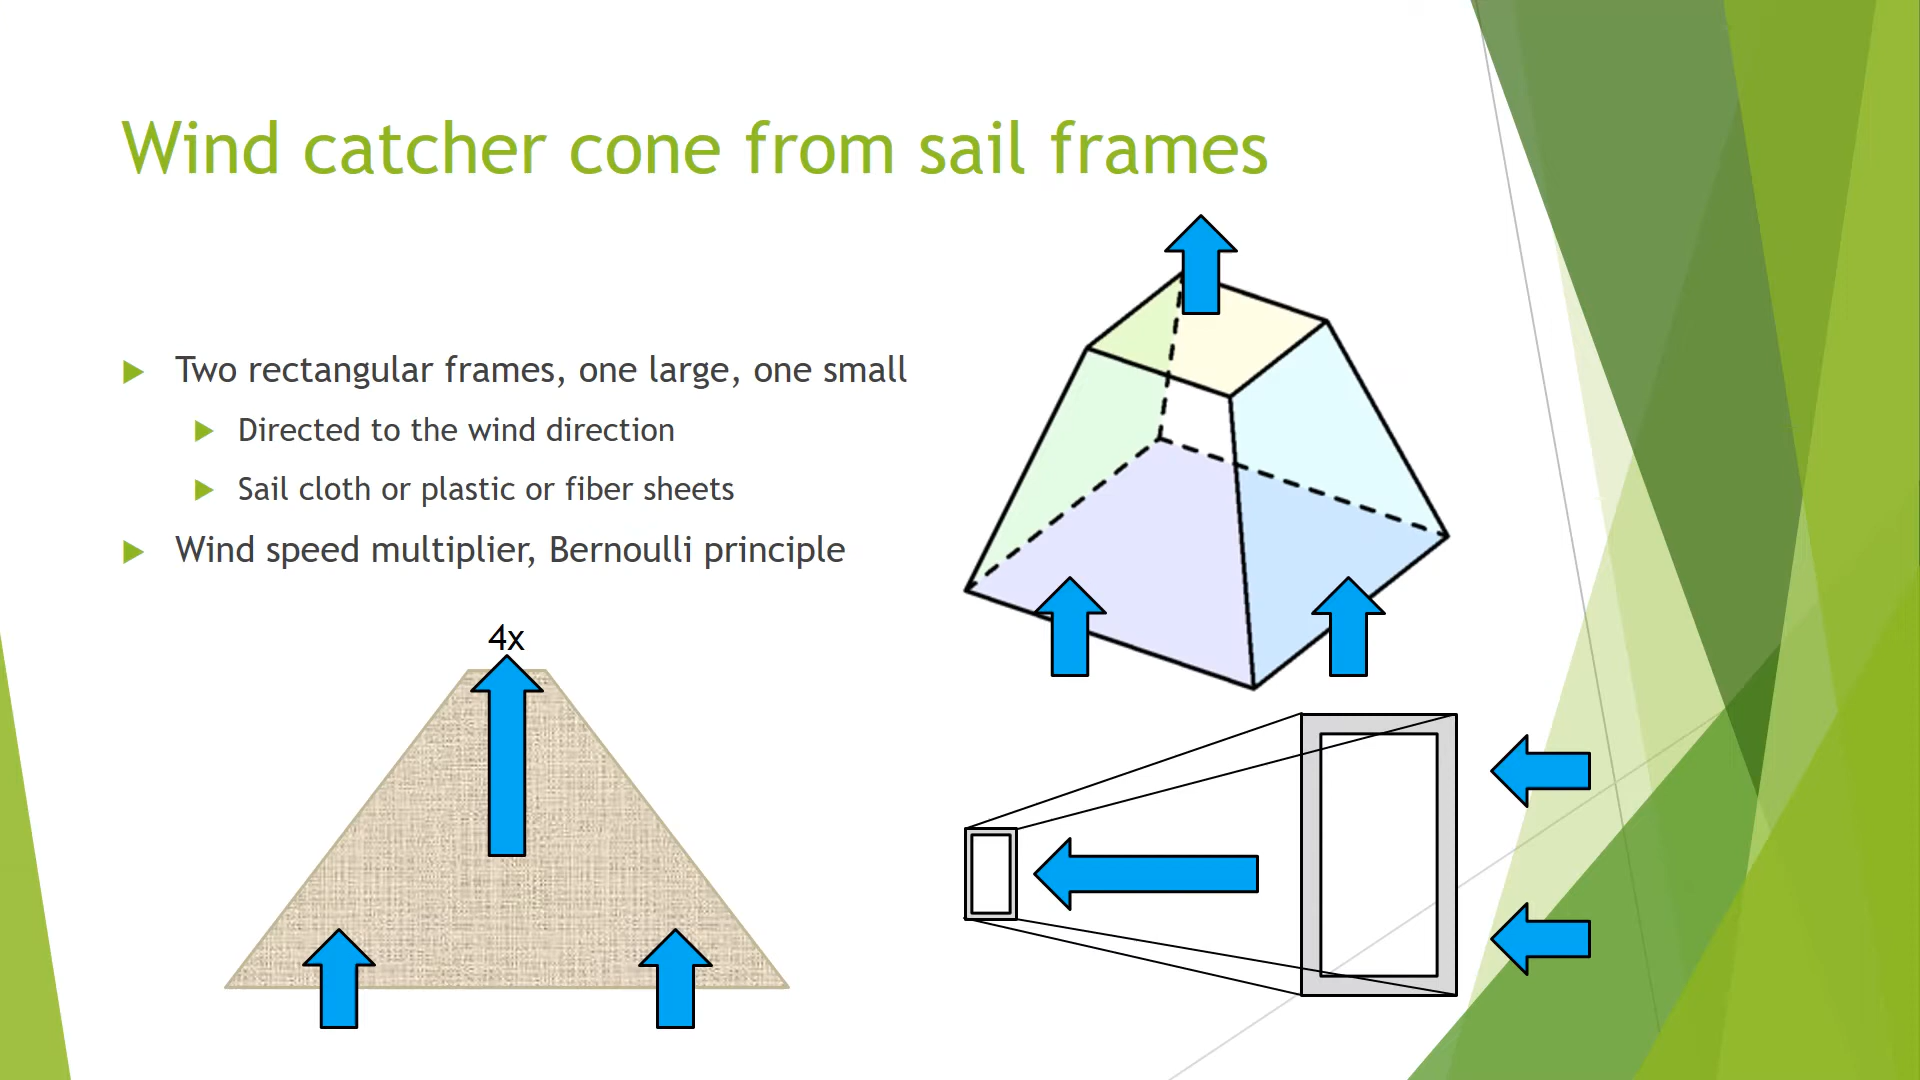 Wind catcher cone from sail frames
Two rectangular frames, one large, one small
Directed to the wind direction
Sail cloth or plastic or fiber sheets
Wind speed multiplier, Bernoulli principle
4x